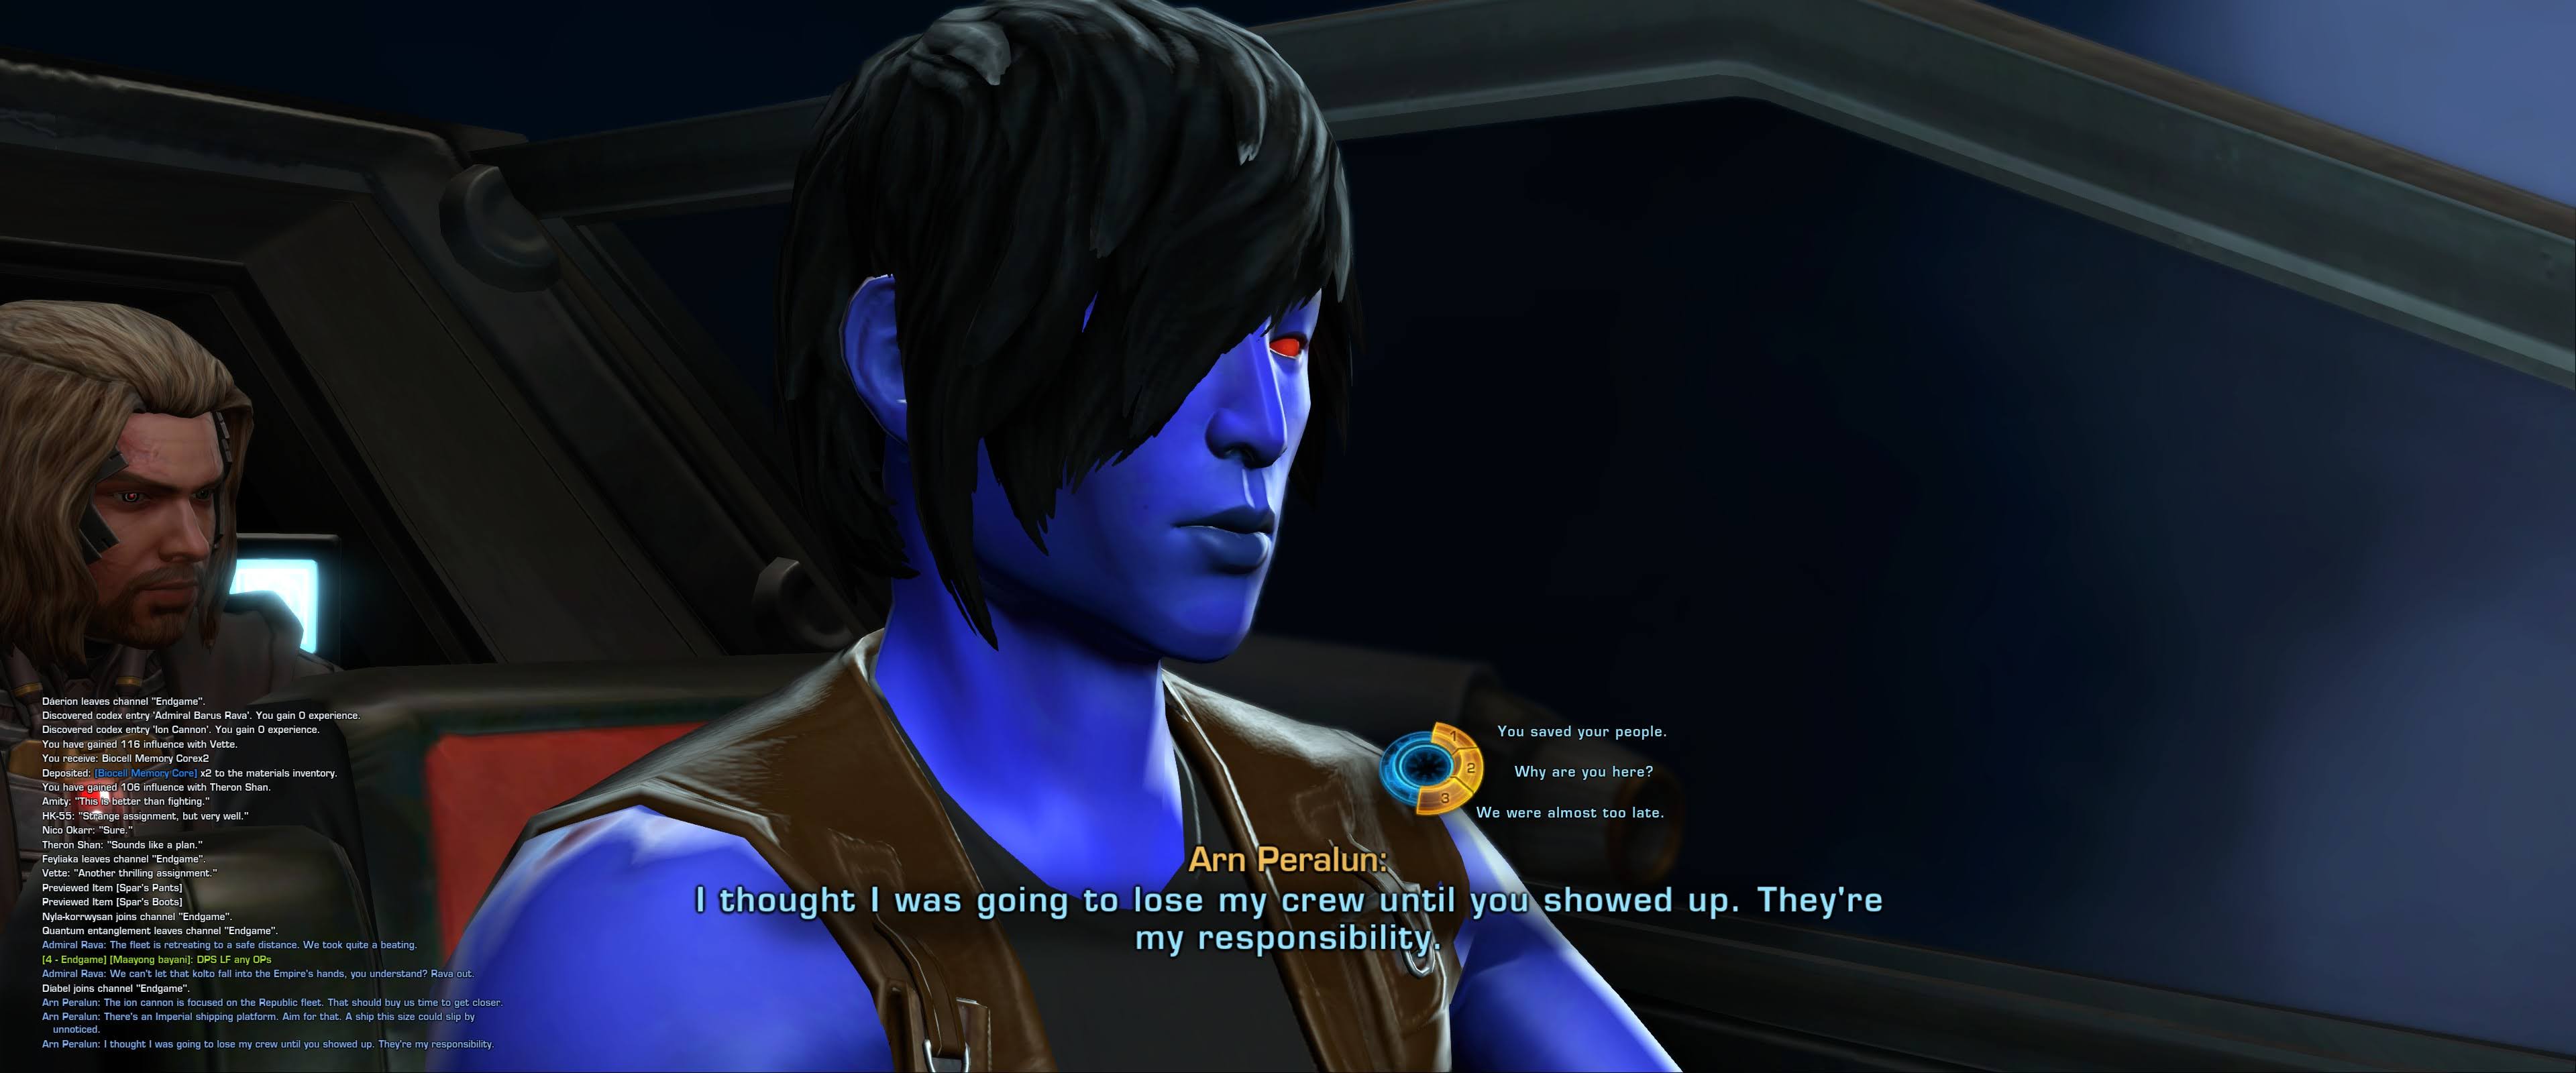 Dáerion leaves channel "Endgame".
Discovered codex entry 'Admiral Barus Rava'. You gain 0 experience.
Discovered codex entry 'Ion Cannon'. You gain 0 experience.
You have gained 116 influence with Vette.
You receive: Biocell Memory Corex2
Deposited: [Biocell Memory Core] x2 to the materials inventory.
You have gained 106 influence with Theron Shan.
Amity: "This is better than fighting."
HK-55: "Strange assignment, but very well."
Nico Okarr: "Sure."
Theron Shan: "Sounds like a plan."
Feyliaka leaves channel "Endgame".
Vette: "Another thrilling assignment."
Previewed Item [Spar's Pants]
Previewed Item [Spar's Boots]
Nyla-korrwysan joins channel "Endgame".
Quantum entanglement leaves channel "Endgame".
Admiral Rava: The fleet is retreating to a safe distance. We took quite a beating.
[4 - Endgame] [Maayong bayani]: DPS LF any OPs
Admiral Rava: We can't let that kolto fall into the Empire's hands, you understand? Rava out.
Diabel joins channel "Endgame".
Arn Peralun: The ion cannon is focused on the Republic fleet. That should buy us time to get closer.
Arn Peralun: There's an Imperial shipping platform. Aim for that. A ship this size could slip by
unnoticed.
Arn Peralun: I thought I was going to lose my crew until you showed up. They're my responsibility.
1 You saved your people.
2 Why are you here?
3 We were almost too late.
Arn Peralun:
I thought I was going to lose my crew until you showed up. They're
my responsibility.